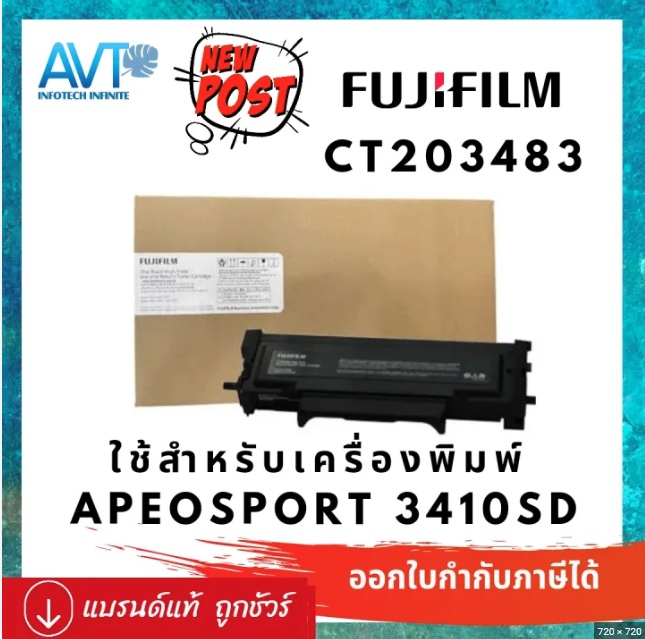 AVT
INFOTECH INFINITE
NEW
POST
FUJIFILM
CT203483
FUJIFILM
FUJIFILM
ใช้สำหรับเครื่องพิมพ์
APEOSPORT 3410SD
ออกใบกำกับภาษีได้
แบรนด์แท้ ถูกชัวร์
720 × 720